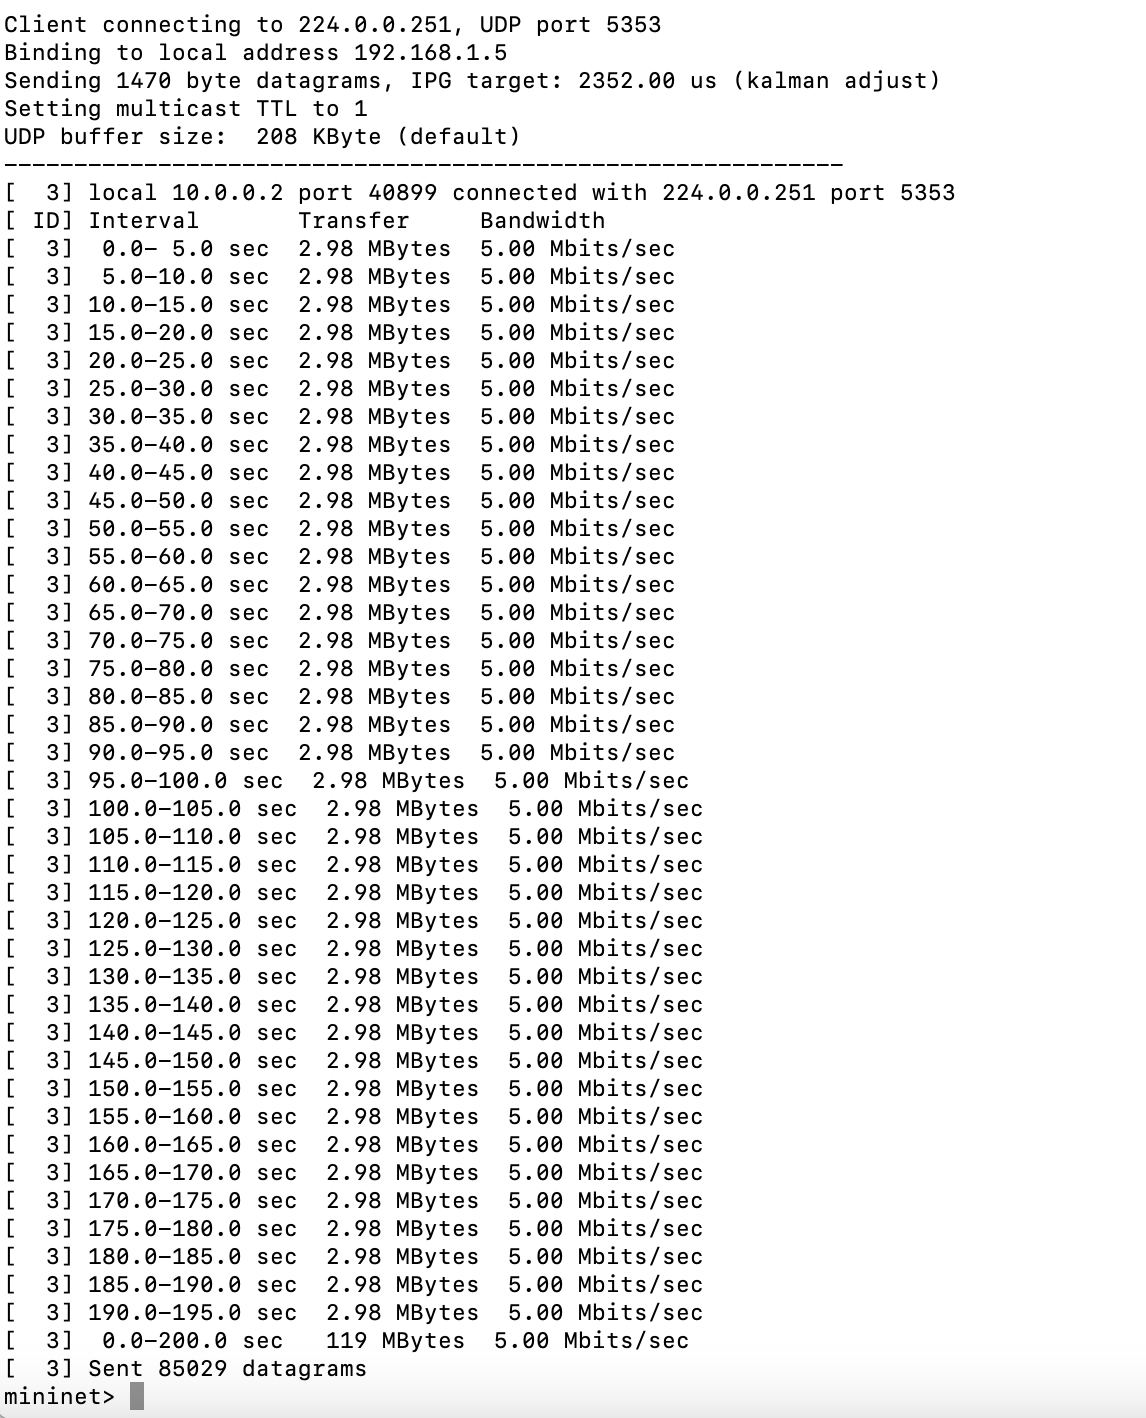 Client connecting to 224.0.0.251, UDP port 5353
Binding to local address 192.168.1.5
Sending 1470 byte datagrams, IPG target: 2352.00 us (kalman adjust)
Setting multicast TTL to 1
UDP buffer size:  208 KByte (default)
------------------------------------------------------------
[  3] local 10.0.0.2 port 40899 connected with 224.0.0.251 port 5353
[ ID] Interval       Transfer     Bandwidth
[  3]  0.0- 5.0 sec  2.98 MBytes  5.00 Mbits/sec
[  3]  5.0-10.0 sec  2.98 MBytes  5.00 Mbits/sec
[  3] 10.0-15.0 sec  2.98 MBytes  5.00 Mbits/sec
[  3] 15.0-20.0 sec  2.98 MBytes  5.00 Mbits/sec
[  3] 20.0-25.0 sec  2.98 MBytes  5.00 Mbits/sec
[  3] 25.0-30.0 sec  2.98 MBytes  5.00 Mbits/sec
[  3] 30.0-35.0 sec  2.98 MBytes  5.00 Mbits/sec
[  3] 35.0-40.0 sec  2.98 MBytes  5.00 Mbits/sec
[  3] 40.0-45.0 sec  2.98 MBytes  5.00 Mbits/sec
[  3] 45.0-50.0 sec  2.98 MBytes  5.00 Mbits/sec
[  3] 50.0-55.0 sec  2.98 MBytes  5.00 Mbits/sec
[  3] 55.0-60.0 sec  2.98 MBytes  5.00 Mbits/sec
[  3] 60.0-65.0 sec  2.98 MBytes  5.00 Mbits/sec
[  3] 65.0-70.0 sec  2.98 MBytes  5.00 Mbits/sec
[  3] 70.0-75.0 sec  2.98 MBytes  5.00 Mbits/sec
[  3] 75.0-80.0 sec  2.98 MBytes  5.00 Mbits/sec
[  3] 80.0-85.0 sec  2.98 MBytes  5.00 Mbits/sec
[  3] 85.0-90.0 sec  2.98 MBytes  5.00 Mbits/sec
[  3] 90.0-95.0 sec  2.98 MBytes  5.00 Mbits/sec
[  3] 95.0-100.0 sec  2.98 MBytes  5.00 Mbits/sec
[  3] 100.0-105.0 sec  2.98 MBytes  5.00 Mbits/sec
[  3] 105.0-110.0 sec  2.98 MBytes  5.00 Mbits/sec
[  3] 110.0-115.0 sec  2.98 MBytes  5.00 Mbits/sec
[  3] 115.0-120.0 sec  2.98 MBytes  5.00 Mbits/sec
[  3] 120.0-125.0 sec  2.98 MBytes  5.00 Mbits/sec
[  3] 125.0-130.0 sec  2.98 MBytes  5.00 Mbits/sec
[  3] 130.0-135.0 sec  2.98 MBytes  5.00 Mbits/sec
[  3] 135.0-140.0 sec  2.98 MBytes  5.00 Mbits/sec
[  3] 140.0-145.0 sec  2.98 MBytes  5.00 Mbits/sec
[  3] 145.0-150.0 sec  2.98 MBytes  5.00 Mbits/sec
[  3] 150.0-155.0 sec  2.98 MBytes  5.00 Mbits/sec
[  3] 155.0-160.0 sec  2.98 MBytes  5.00 Mbits/sec
[  3] 160.0-165.0 sec  2.98 MBytes  5.00 Mbits/sec
[  3] 165.0-170.0 sec  2.98 MBytes  5.00 Mbits/sec
[  3] 170.0-175.0 sec  2.98 MBytes  5.00 Mbits/sec
[  3] 175.0-180.0 sec  2.98 MBytes  5.00 Mbits/sec
[  3] 180.0-185.0 sec  2.98 MBytes  5.00 Mbits/sec
[  3] 185.0-190.0 sec  2.98 MBytes  5.00 Mbits/sec
[  3] 190.0-195.0 sec  2.98 MBytes  5.00 Mbits/sec
[  3]  0.0-200.0 sec   119 MBytes  5.00 Mbits/sec
[  3] Sent 85029 datagrams
mininet>